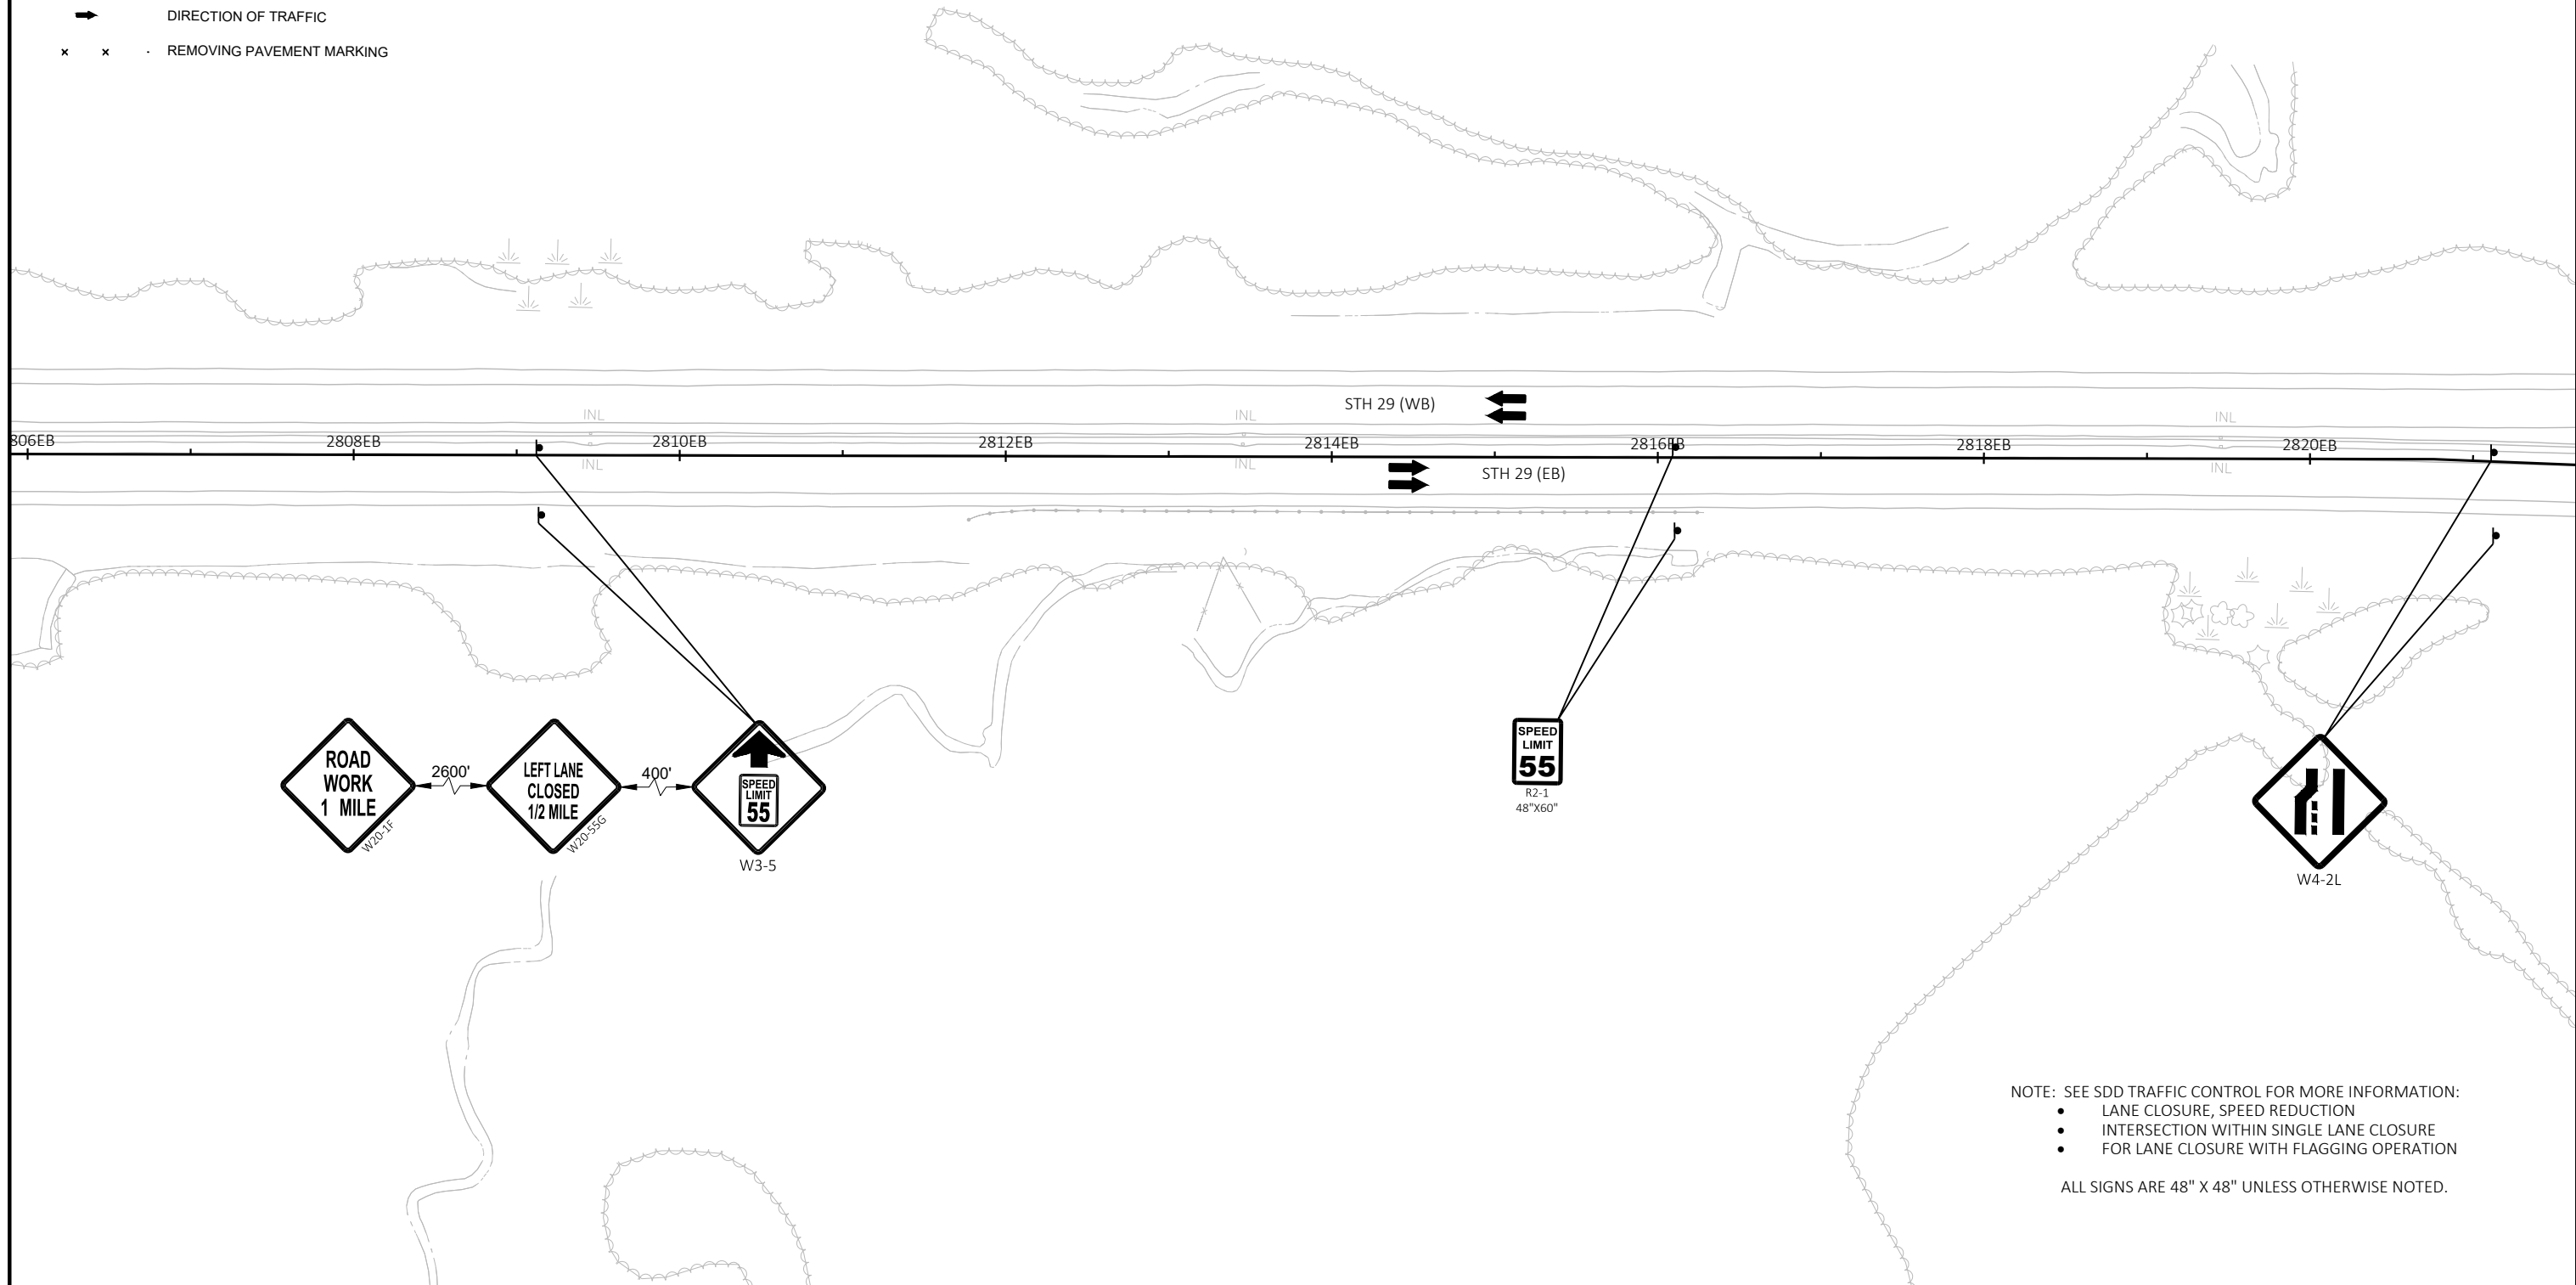 DIRECTION OF TRAFFIC
REMOVING PAVEMENT MARKING
INL
INL
STH 29 (WB)
INL
806EB
2808EB
2810EB
2812EB
2814EB
2816EB
2818EB
2820EB
INL
INL
STH 29 (EB)
INL
ROAD
WORK
1 MILE
W20-1F
2600'
LEFT LANE
CLOSED
1/2 MILE
W20-55G
400'
SPEED
LIMIT
55
W3-5
SPEED
LIMIT
55
R2-1
48"X60"
W4-2L
NOTE: SEE SDD TRAFFIC CONTROL FOR MORE INFORMATION:
• LANE CLOSURE, SPEED REDUCTION
• INTERSECTION WITHIN SINGLE LANE CLOSURE
• FOR LANE CLOSURE WITH FLAGGING OPERATION
ALL SIGNS ARE 48" X 48" UNLESS OTHERWISE NOTED.